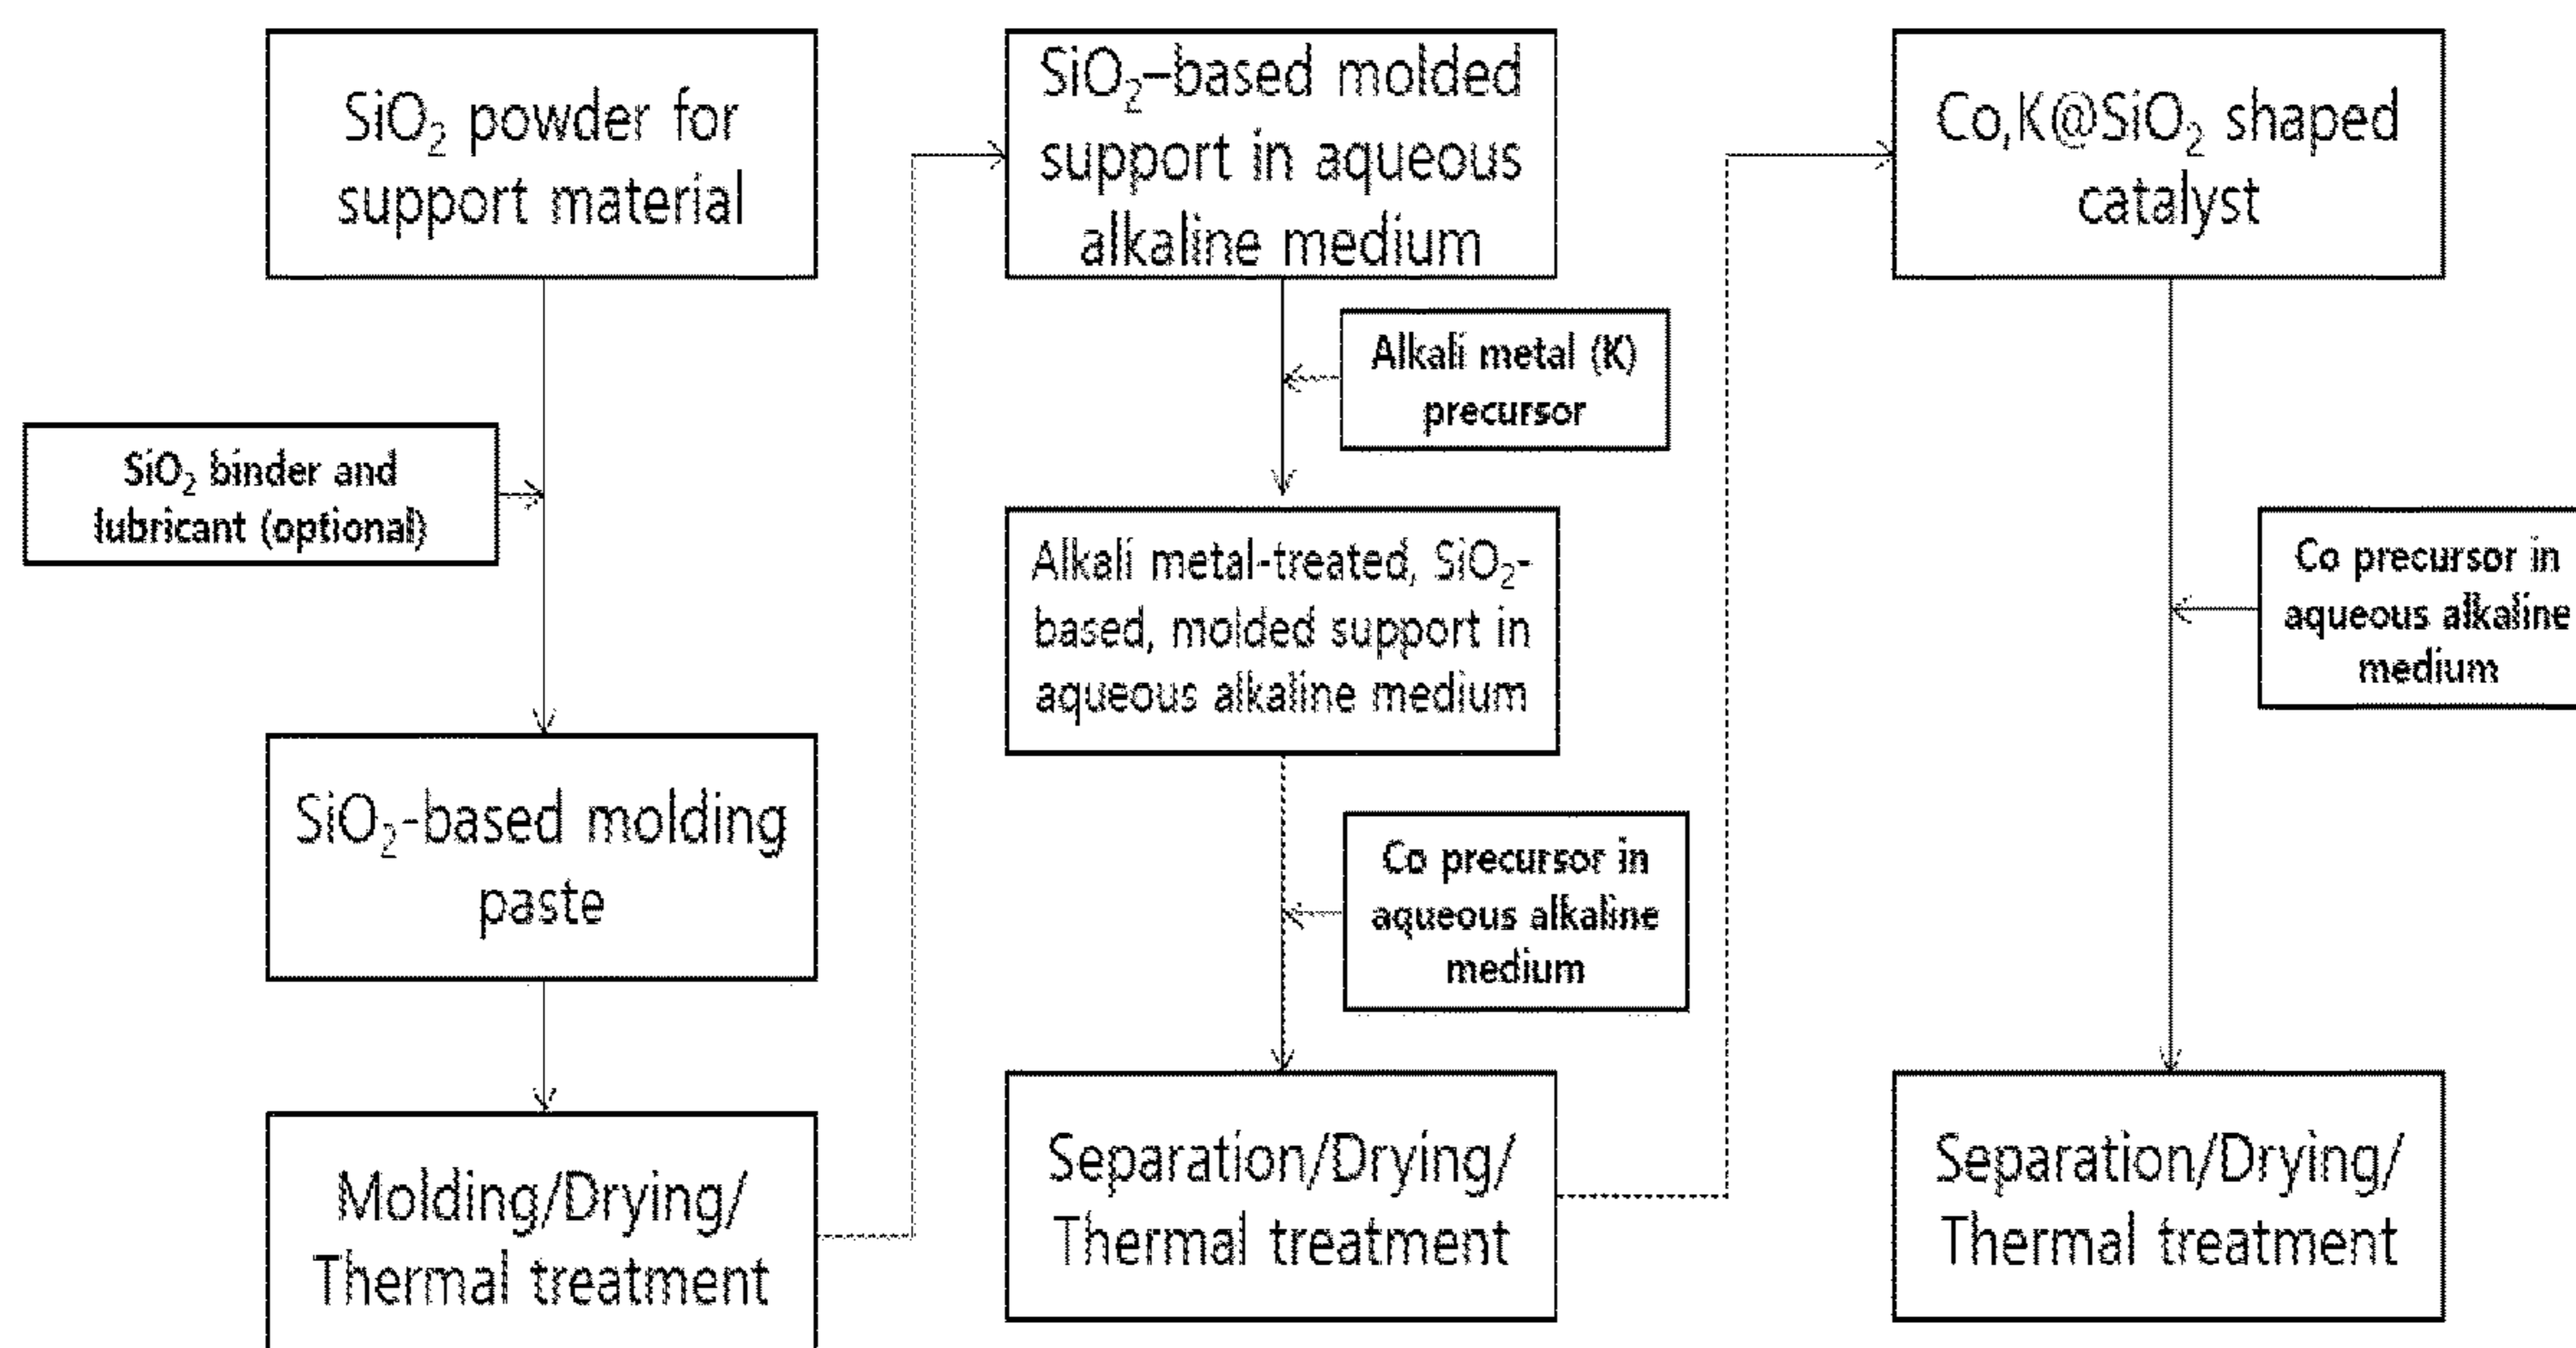 SiO₂ powder for
support material
SiO₂ binder and
lubricant (optional)
SiO₂-based molding
paste
Molding/Drying/
Thermal treatment
SiO₂–based molded
support in aqueous
alkaline medium
Alkali metal (K)
precursor
Alkali metal-treated, SiO₂-
based, molded support in
aqueous alkaline medium
Co precursor in
aqueous alkaline
medium
Separation/Drying/
Thermal treatment
Co,K@SiO₂ shaped
catalyst
Co precursor in
aqueous alkaline
medium
Separation/Drying/
Thermal treatment